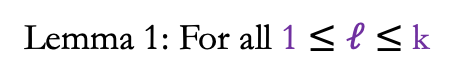 Lemma 1: For all 1 ≤ ℓ ≤ k